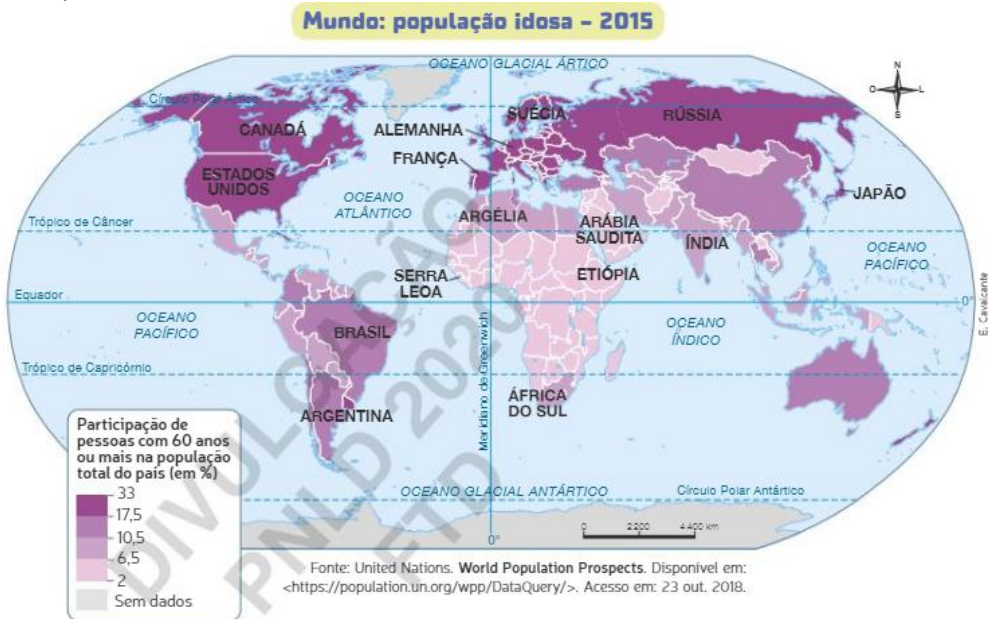 Mundo: população idosa – 2015
OCEANO GLACIAL ÁRTICO
N
O
L
S
Círculo Polar Ártico
CANADÁ
SUÉCIA
RÚSSIA
ALEMANHA
FRANÇA
ESTADOS
UNIDOS
JAPÃO
OCEANO
ATLÂNTICO
Trópico de Câncer
ARGÉLIA
ARÁBIA
SAUDITA
ÍNDIA
OCEANO
PACÍFICO
SERRA
LEOA
ETIÓPIA
Equador
0°
OCEANO
PACÍFICO
BRASIL
OCEANO
ÍNDICO
E. Cavalcante
Meridiano de Greenwich
Trópico de Capricórnio
ARGENTINA
ÁFRICA
DO SUL
Participação de
pessoas com 60 anos
ou mais na população
total do país (em %)
33
17,5
10,5
6,5
2
Sem dados
OCEANO GLACIAL ANTÁRTICO
Círculo Polar Antártico
0°
0 2 200 4 400 km
DIVULGAÇÃO
PNLD 2020
FTD
Fonte: United Nations. World Population Prospects. Disponível em:
<https://population.un.org/wpp/DataQuery/>. Acesso em: 23 out. 2018.